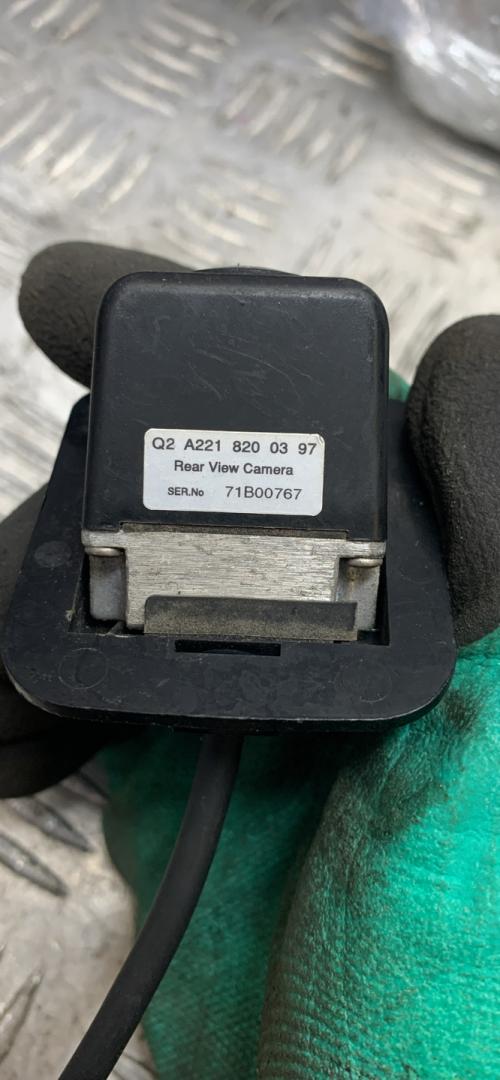 Q2 A221 820 03 97
Rear View Camera
SER.No 71B00767